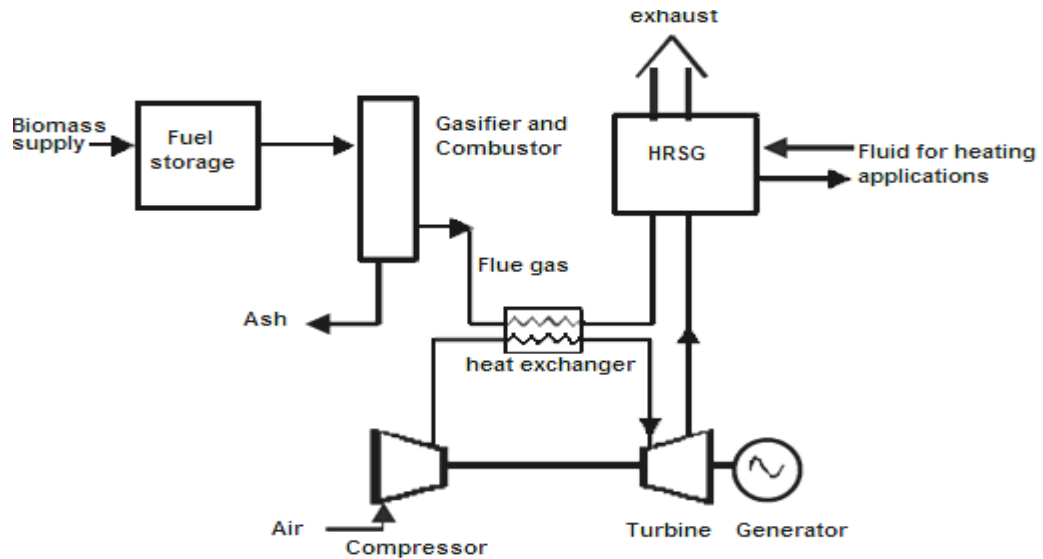 exhaust
Biomass
supply
Fuel
storage
Gasifier and
Combustor
HRSG
Fluid for heating
applications
Flue gas
Ash
heat exchanger
Air
Compressor
Turbine
Generator